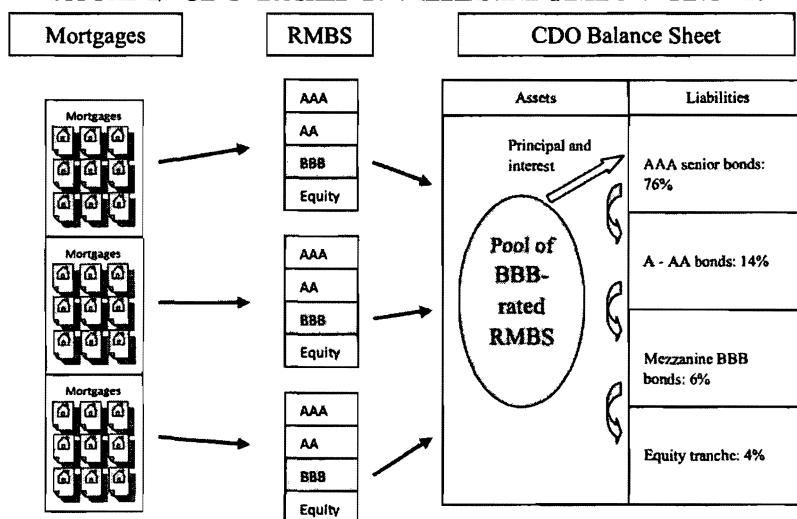 Mortgages
RMBS
CDO Balance Sheet
Mortgages
AAA
AA
BBB
Equity
Mortgages
AAA
AA
BBB
Equity
Mortgages
AAA
AA
BBB
Equity
Assets
Liabilities
Principal and
interest
Pool of
BBB-
rated
RMBS
AAA senior bonds:
76%
A - AA bonds: 14%
Mezzanine BBB
bonds: 6%
Equity tranche: 4%